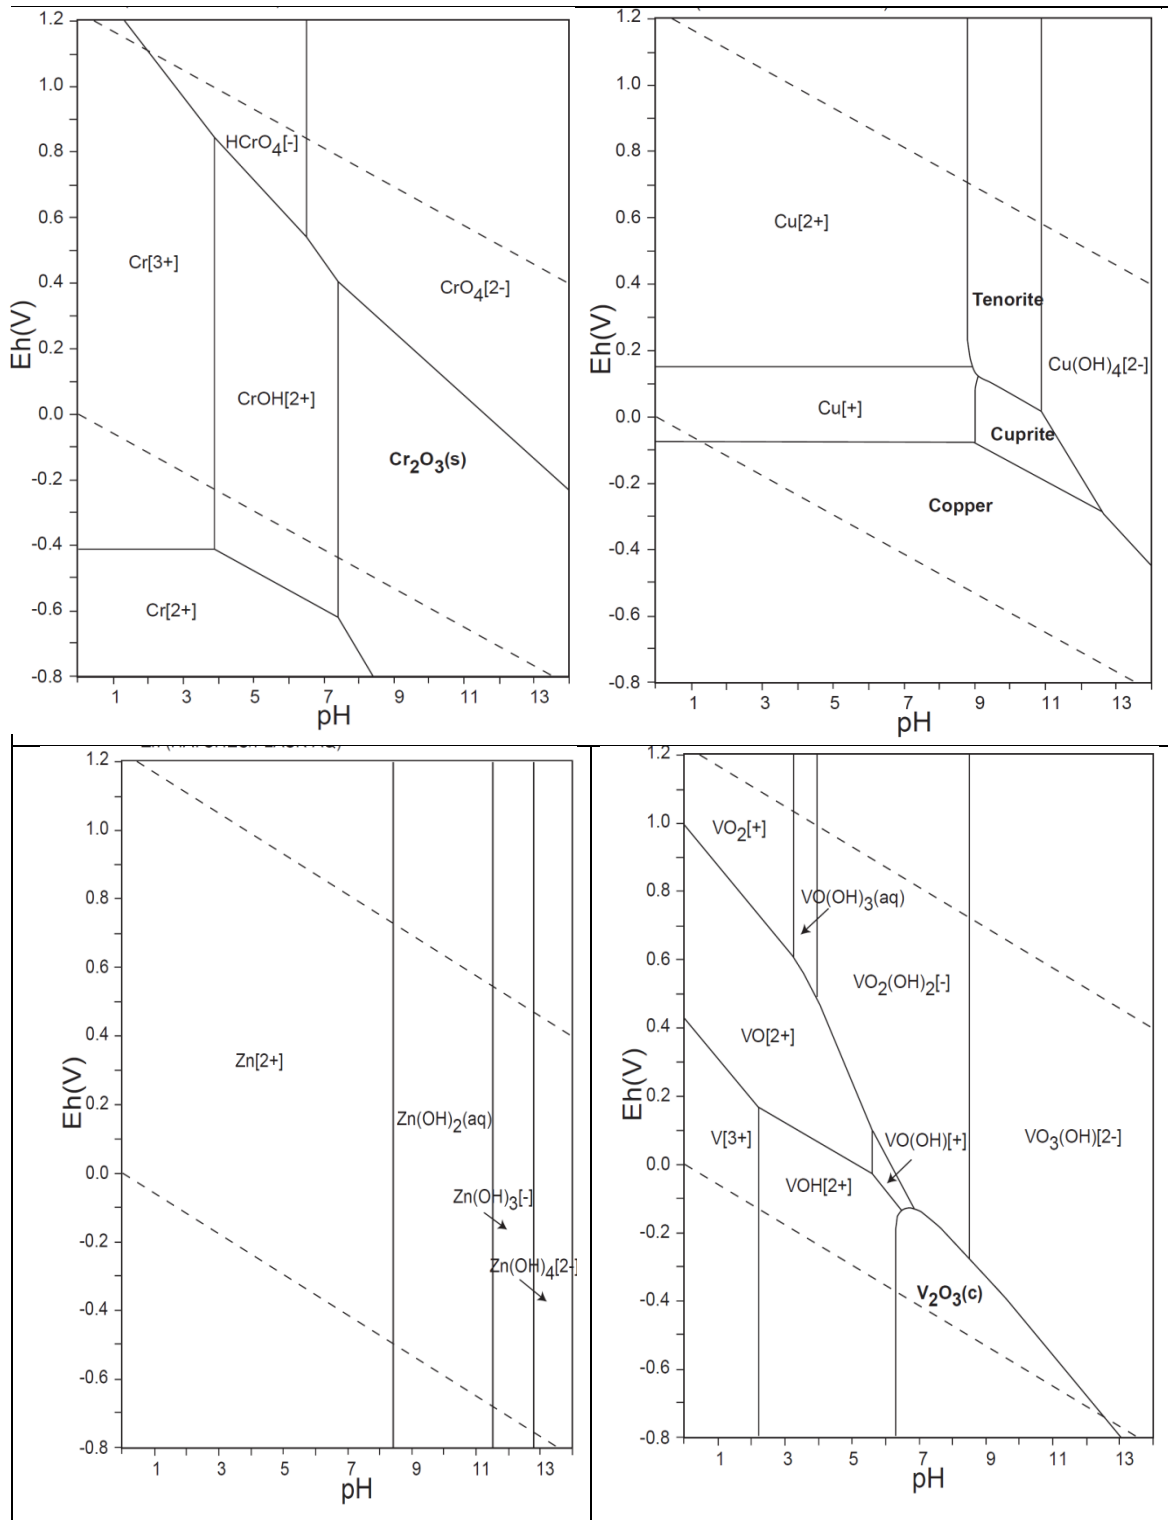 1.2
1.0
0.8
0.6
0.4
0.2
0.0
-0.2
-0.4
-0.6
-0.8
Eh(V)
HCrO4[-]
Cr[3+]
CrO4[2-]
CrOH[2+]
Cr2O3(s)
Cr[2+]
1 3 5 7 9 11 13
pH
1.2
1.0
0.8
0.6
0.4
0.2
0.0
-0.2
-0.4
-0.6
-0.8
Eh(V)
Cu[2+]
Tenorite
Cu(OH)4[2-]
Cu[+]
Cuprite
Copper
1 3 5 7 9 11 13
pH
1.2
1.0
0.8
0.6
0.4
0.2
0.0
-0.2
-0.4
-0.6
-0.8
Eh(V)
Zn[2+]
Zn(OH)2(aq)
Zn(OH)3[-]
Zn(OH)4[2-]
1 3 5 7 9 11 13
pH
1.2
1.0
0.8
0.6
0.4
0.2
0.0
-0.2
-0.4
-0.6
-0.8
Eh(V)
VO2[+]
VO(OH)3(aq)
VO2(OH)2[-]
VO[2+]
V[3+]
VO(OH)[+]
VO3(OH)[2-]
VOH[2+]
V2O3(c)
1 3 5 7 9 11 13
pH